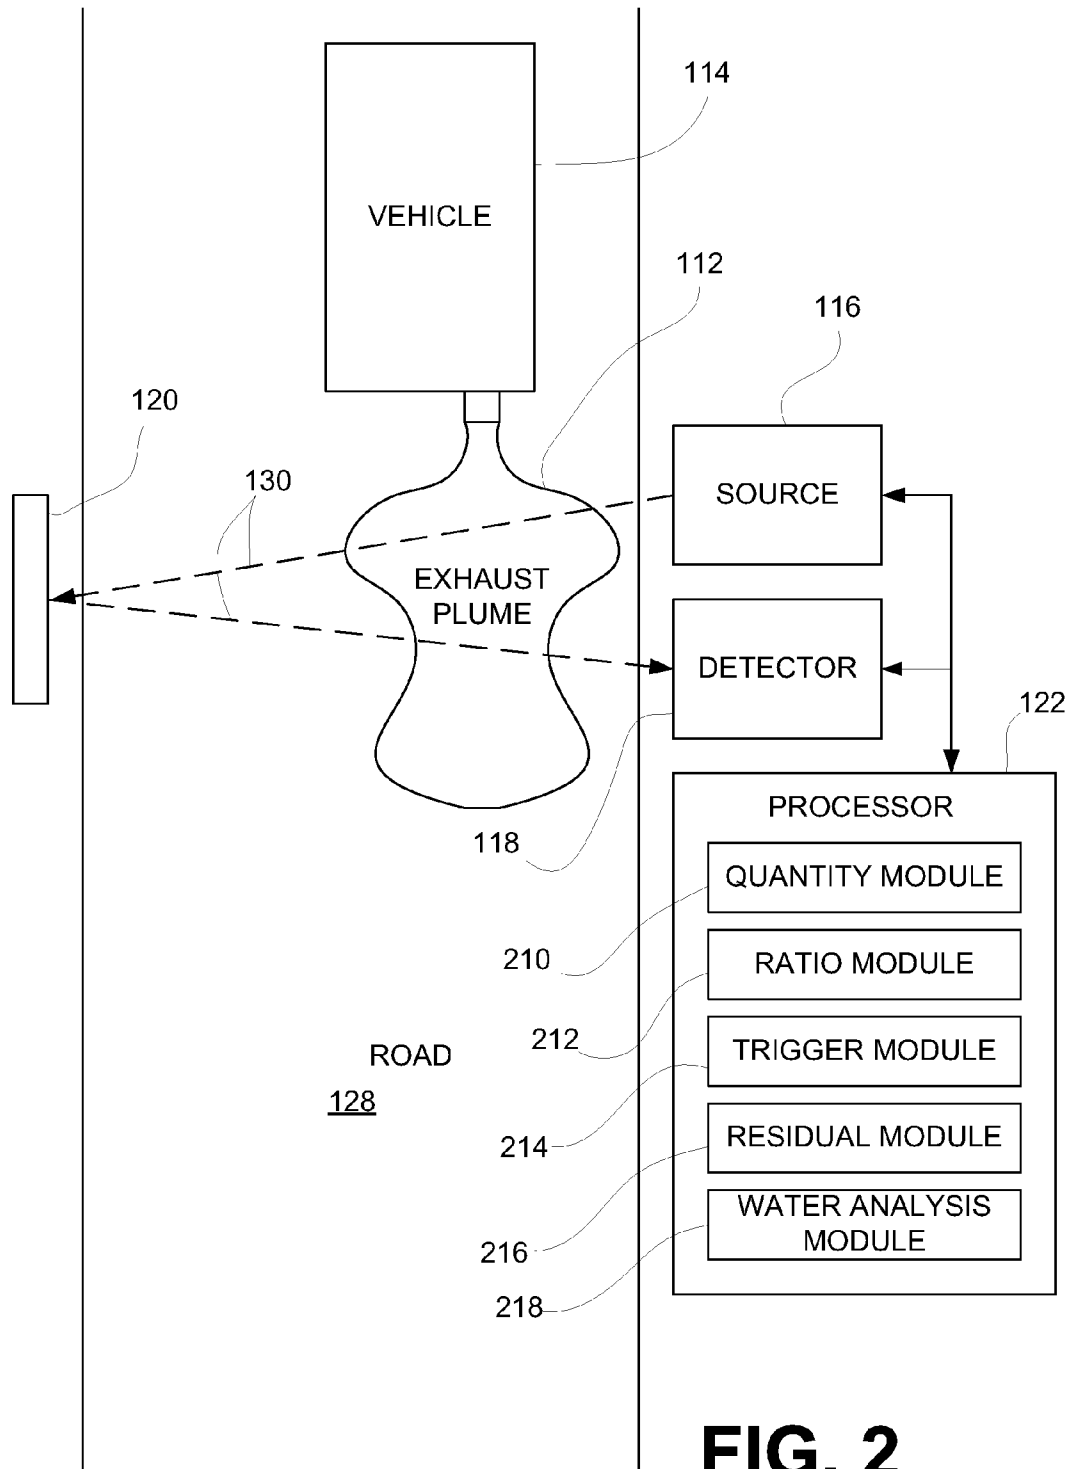 114
VEHICLE
112
116
120
130
SOURCE
EXHAUST
PLUME
DETECTOR
122
PROCESSOR
118
QUANTITY MODULE
210
RATIO MODULE
212
TRIGGER MODULE
ROAD
128
214
RESIDUAL MODULE
WATER ANALYSIS
MODULE
216
218
FIG. 2